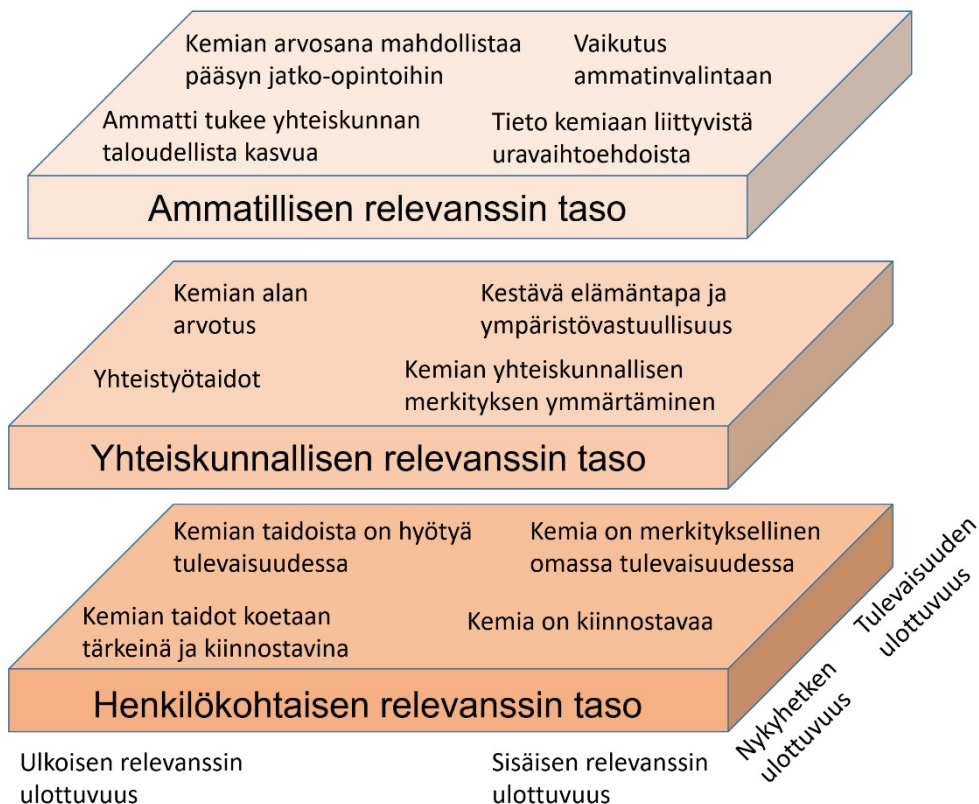 Kemian arvosana mahdollistaa
pääsyn jatko-opintoihin
Vaikutus
ammatinvalintaan
Ammatti tukee yhteiskunnan
taloudellista kasvua
Tieto kemiaan liittyvistä
uravaihtoehdoista
Ammatillisen relevanssin taso
Kemian alan
arvotus
Kestävä elämäntapa ja
ympäristövastuullisuus
Yhteistyötaidot
Kemian yhteiskunnallisen
merkityksen ymmärtäminen
Yhteiskunnallisen relevanssin taso
Kemian taidoista on hyötyä
tulevaisuudessa
Kemia on merkityksellinen
omassa tulevaisuudessa
Kemian taidot koetaan
tärkeinä ja kiinnostavina
Kemia on kiinnostavaa
Henkilökohtaisen relevanssin taso
Ulkoisen relevanssin
ulottuvuus
Sisäisen relevanssin
ulottuvuus
Nykyhetken
ulottuvuus
Tulevaisuuden
ulottuvuus